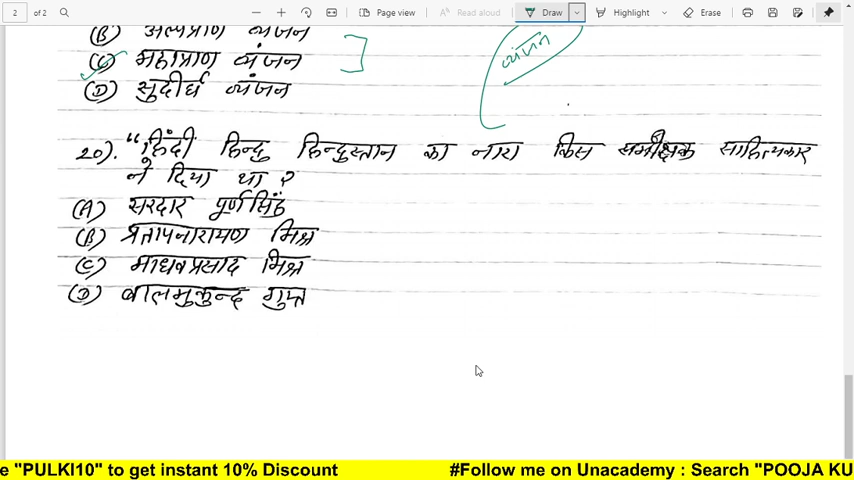 2 of 2 Page view Read aloud Draw Highlight Erase
(B) अल्पप्राण व्यंजन
(C) महाप्राण व्यंजन
(D) सुदीर्घ व्यंजन
व्यंजन
20). "हिंदी हिन्दु हिन्दुस्तान का नारा किस समीक्षक साहित्यकार
ने दिया था ?
(A) सरदार पूर्णसिंह
(B) प्रतापनारायण मिश्र
(C) माधवप्रसाद मिश्र
(D) बालमुकुन्द गुप्त
e "PULKI10" to get instant 10% Discount #Follow me on Unacademy : Search "POOJA KU